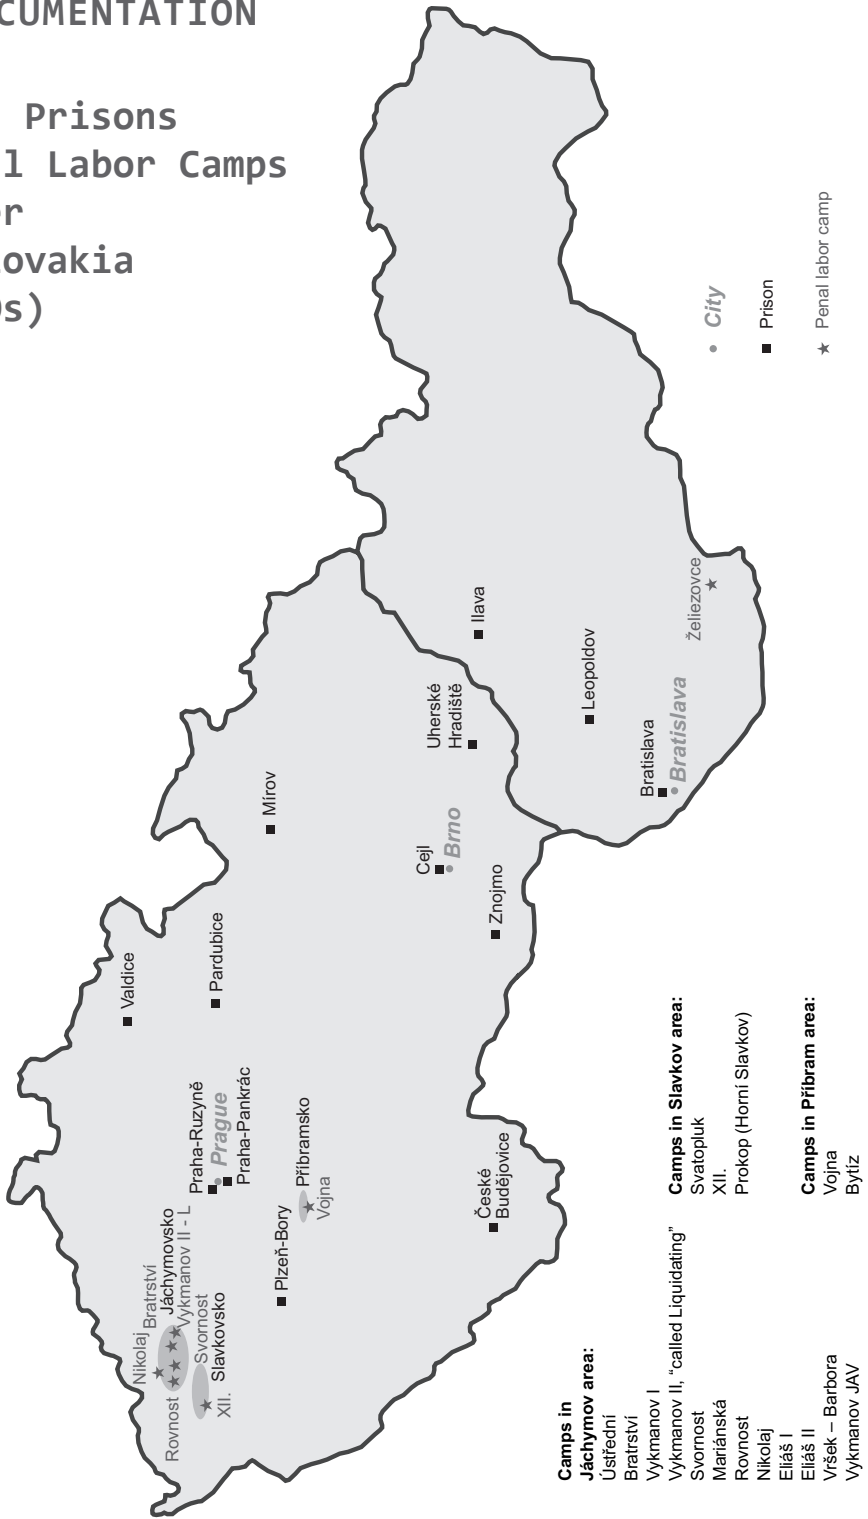 CUMENTATION
Prisons
l Labor Camps
er
lovakia
s)
City
Prison
Penal labor camp
Valdice
Mírov
Pardubice
Praha-Ruzyně
Prague
Praha-Pankrác
Nikolaj
Bratrství
Jáchymovsko
Vykmanov II - L
Rovnost
Svornost
Slavkovsko
XII.
Příbramsko
Vojna
Plzeň-Bory
České
Budějovice
Cejl
Brno
Znojmo
Uherské
Hradiště
Ilava
Leopoldov
Bratislava
Bratislava
Želiezovce
Camps in
Jáchymov area:
Ústřední
Bratrství
Vykmanov I
Vykmanov II, “called Liquidating”
Svornost
Mariánská
Rovnost
Nikolaj
Eliáš I
Eliáš II
Vršek – Barbora
Vykmanov JAV
Camps in Slavkov area:
Svatopluk
XII.
Prokop (Horní Slavkov)
Camps in Příbram area:
Vojna
Bytíz